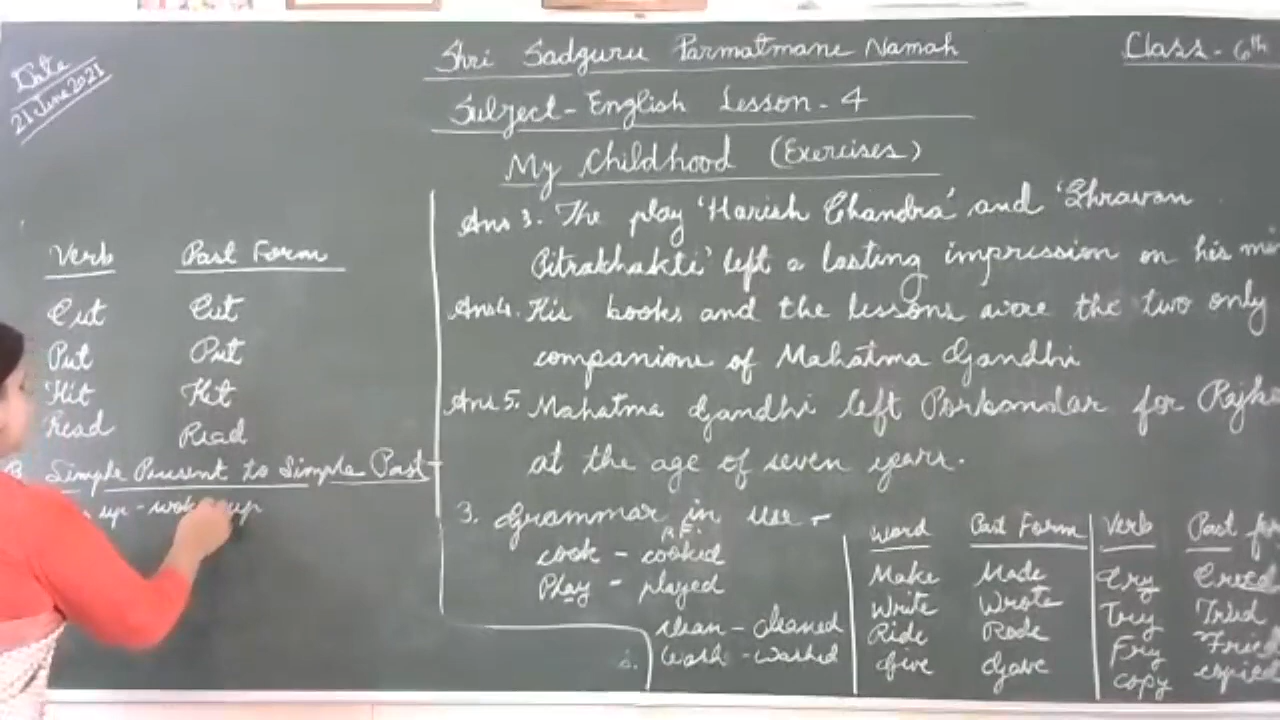 Date
21 June 2021
Shri Sadguru Parmatmane Namah
Class - 6th
Subject - English Lesson - 4
My Childhood (Exercises)
Verb Past Form
Cut Cut
Put Put
Hit Hit
Read Read
B. Simple Present to Simple Past
up - woke up
Ans 3. The play 'Harish Chandra' and 'Shravan
Pitrabhakti' left a lasting impression on his
Ans 4. His books and the lessons were the two only
companions of Mahatma Gandhi
Ans 5. Mahatma Gandhi left Porbandar for
at the age of seven years.
3. Grammar in use -
P.F.
cook - cooked
Play - played
clean - cleaned
wash - washed
Word Past Form
Make Made
Write Wrote
Ride Rode
Give Gave
Verb Past
Cry Cried
Try Tried
Fry Fried
copy copied